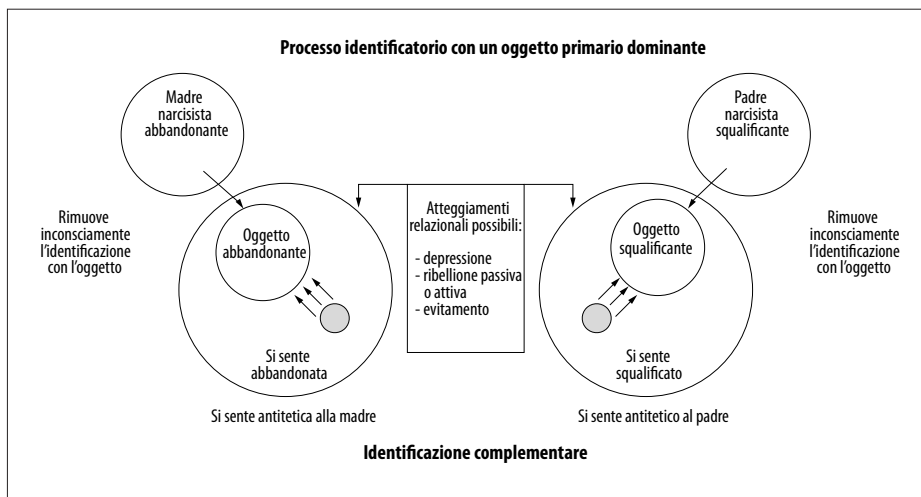 Processo identificatorio con un oggetto primario dominante
Madre
narcisista
abbandonante
Padre
narcisista
squalificante
Rimuove
inconsciamente
l’identificazione
con l’oggetto
Oggetto
abbandonante
Si sente
abbandonata
Si sente antitetica alla madre
Atteggiamenti
relazionali possibili:
- depressione
- ribellione passiva
o attiva
- evitamento
Oggetto
squalificante
Si sente
squalificato
Si sente antitetico al padre
Rimuove
inconsciamente
l’identificazione
con l’oggetto
Identificazione complementare